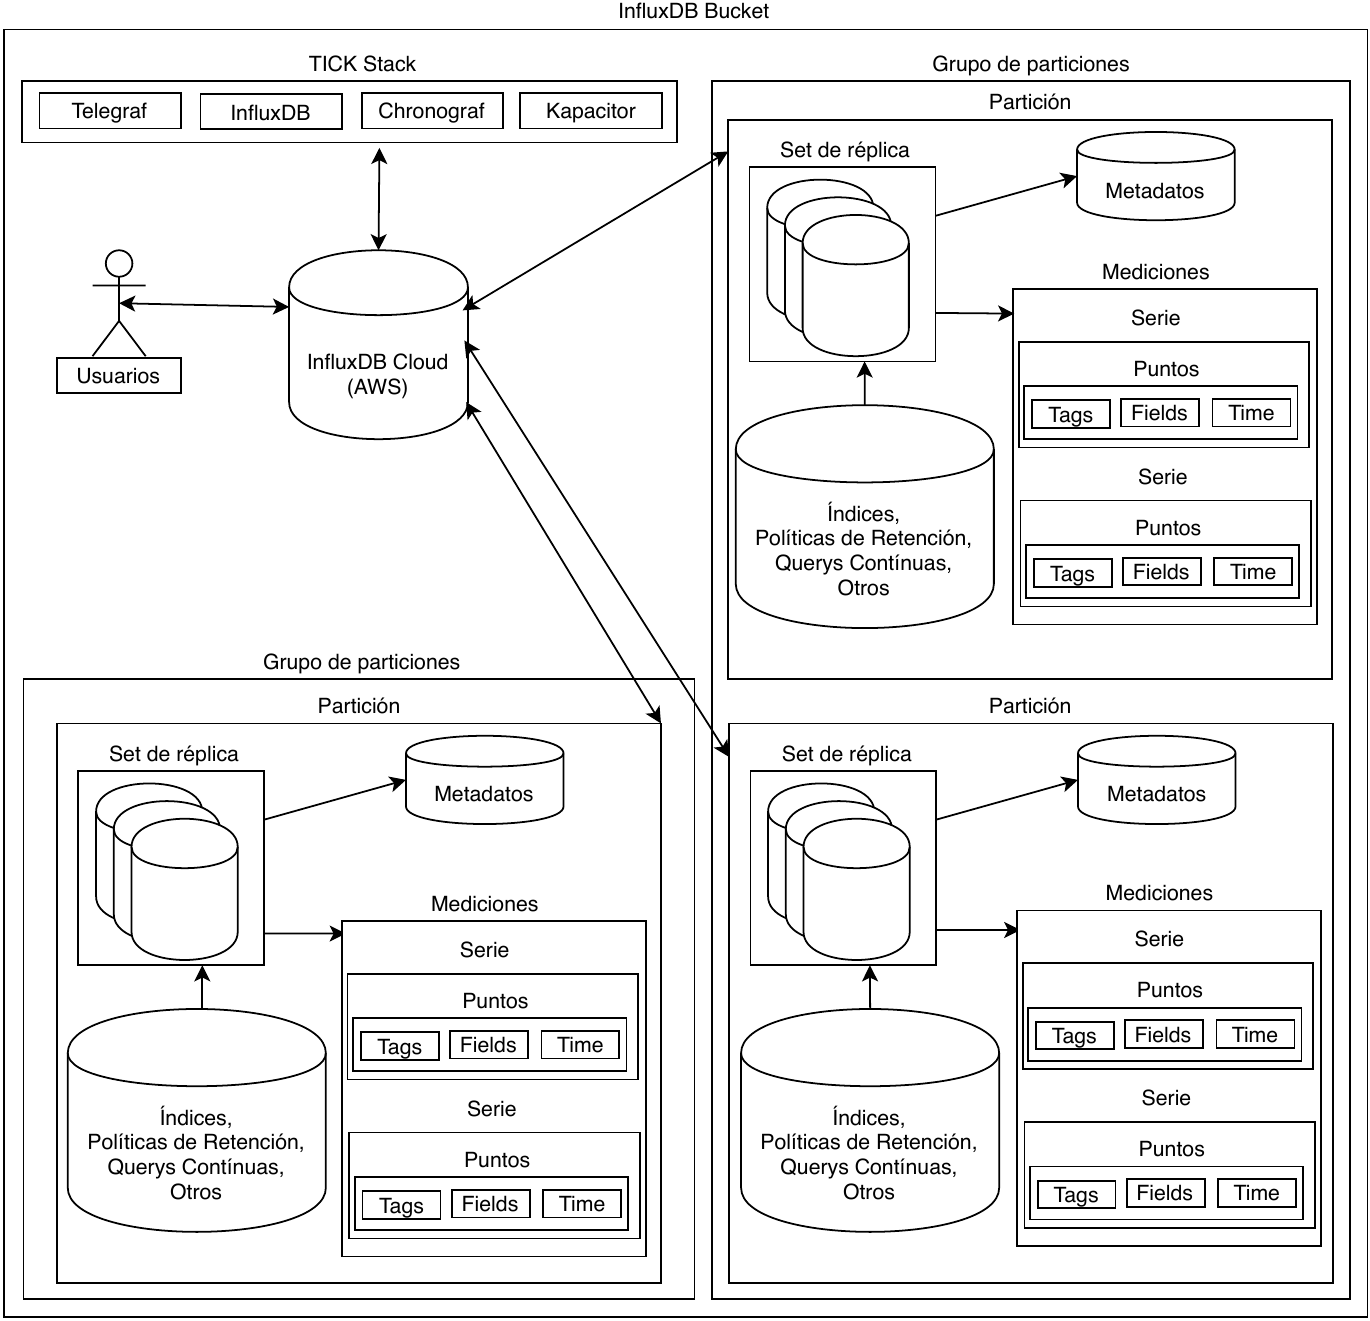 InfluxDB Bucket
TICK Stack
Telegraf
InfluxDB
Chronograf
Kapacitor
Usuarios
InfluxDB Cloud
(AWS)
Grupo de particiones
Partición
Set de réplica
Metadatos
Mediciones
Serie
Puntos
Tags
Fields
Time
Serie
Puntos
Tags
Fields
Time
Índices,
Políticas de Retención,
Querys Contínuas,
Otros
Grupo de particiones
Partición
Set de réplica
Metadatos
Mediciones
Serie
Puntos
Tags
Fields
Time
Serie
Puntos
Tags
Fields
Time
Índices,
Políticas de Retención,
Querys Contínuas,
Otros
Partición
Set de réplica
Metadatos
Mediciones
Serie
Puntos
Tags
Fields
Time
Serie
Puntos
Tags
Fields
Time
Índices,
Políticas de Retención,
Querys Contínuas,
Otros